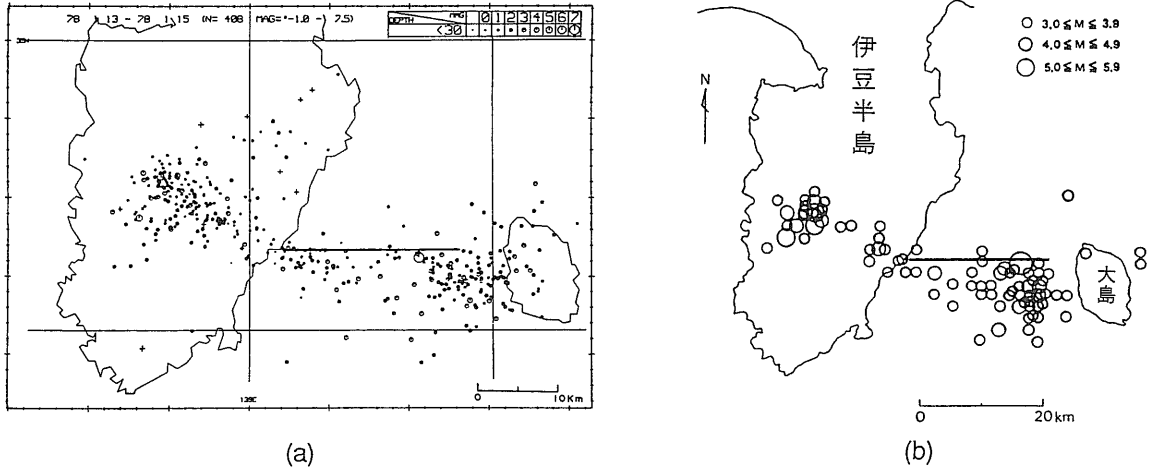 78 1.13 - 78 1.15 (N= 408 MAG=*-1.0 - 7.5)
DEPTH MAG 0 1 2 3 4 5 6 7
<30
35N
139E
0 10Km
(a)
3.0 ≦ M ≦ 3.9
4.0 ≦ M ≦ 4.9
5.0 ≦ M ≦ 5.9
N
伊豆半島
大島
0 20km
(b)